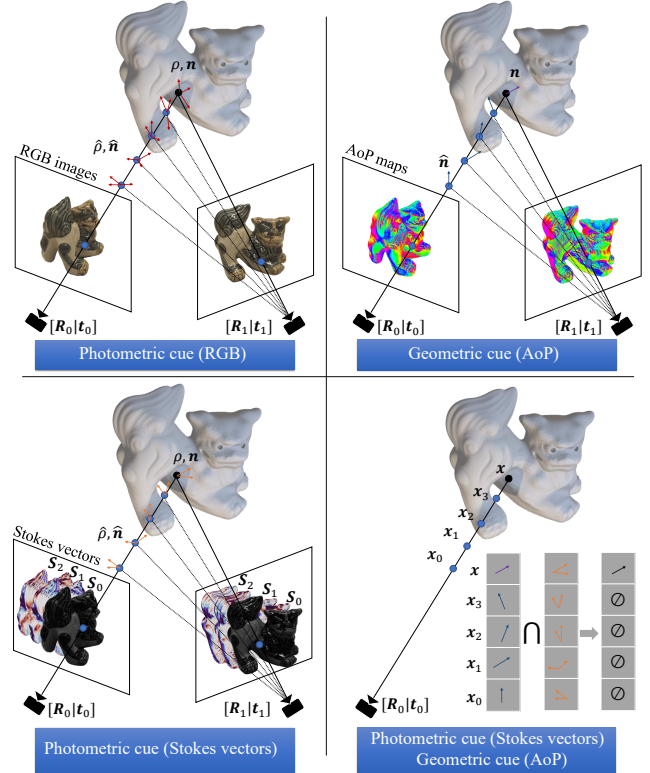 ρ, n
ρ̂, n̂
RGB images
[R₀|t₀]
[R₁|t₁]
Photometric cue (RGB)
n
n̂
AoP maps
[R₀|t₀]
[R₁|t₁]
Geometric cue (AoP)
ρ, n
ρ̂, n̂
Stokes vectors
S₂ S₁ S₀
S₂ S₁ S₀
[R₀|t₀]
[R₁|t₁]
Photometric cue (Stokes vectors)
x
x₃
x₂
x₁
x₀
x
x₃ ∅
x₂ ⋂ ∅
x₁ ∅
x₀ ∅
[R₀|t₀]
Photometric cue (Stokes vectors)
Geometric cue (AoP)